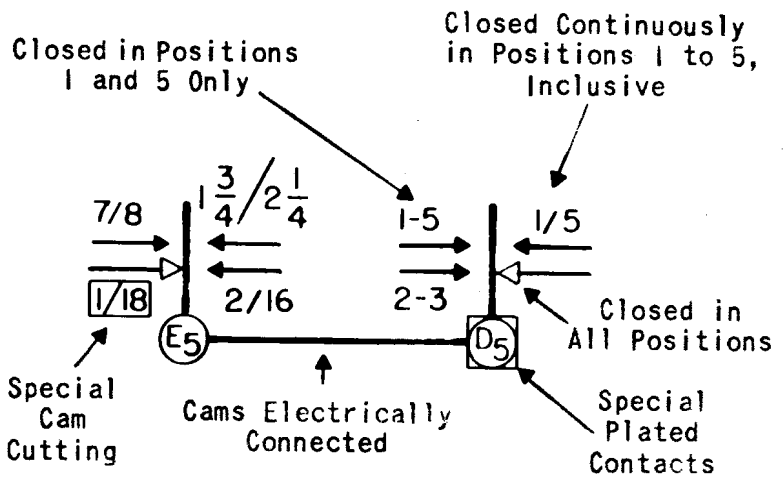 Closed in Positions
1 and 5 Only
Closed Continuously
in Positions 1 to 5,
Inclusive
7/8
1 3/4 / 2 1/4
1-5
1/5
1/18
2/16
2-3
Closed in
All Positions
E5
D5
Special
Cam
Cutting
Cams Electrically
Connected
Special
Plated
Contacts